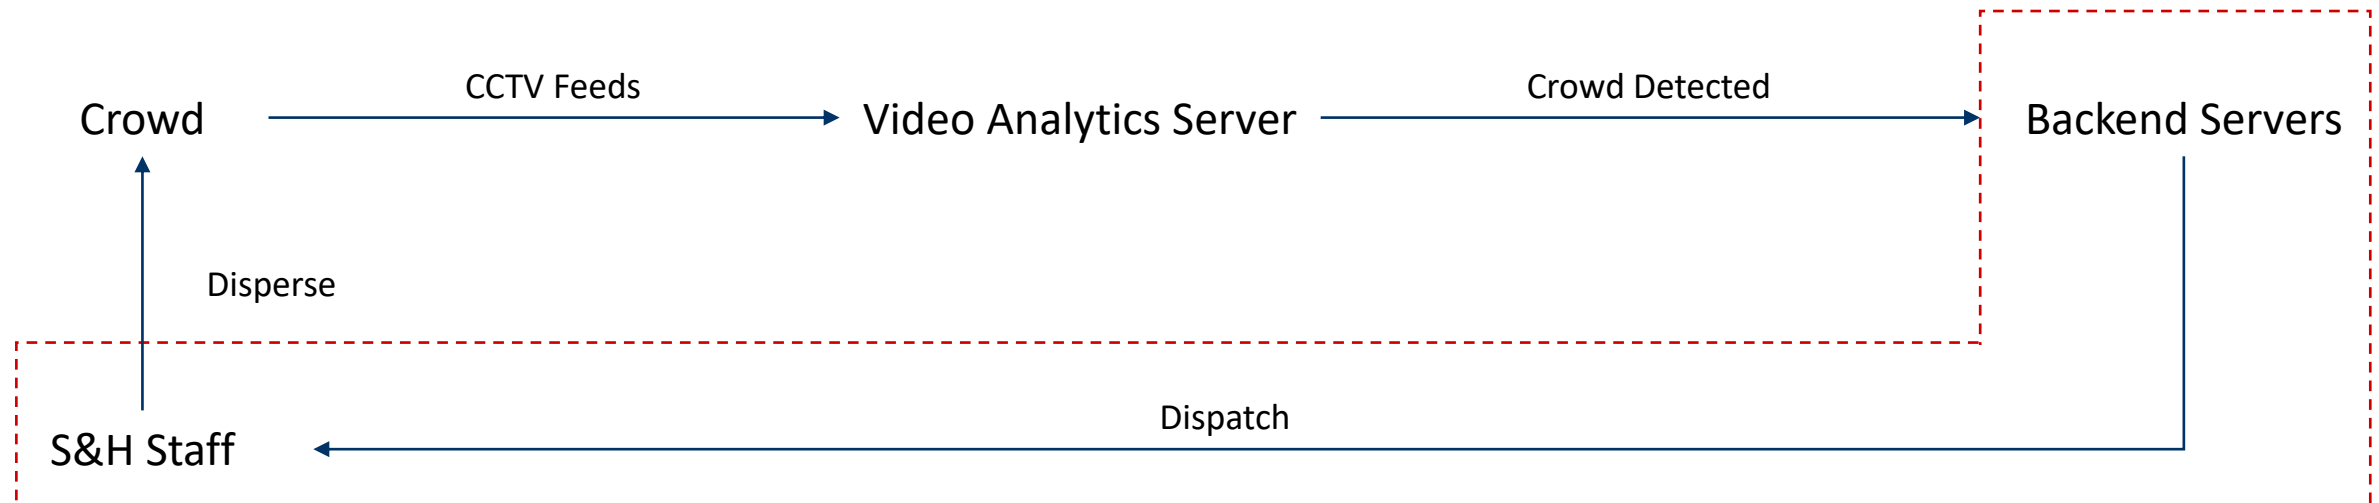 CCTV Feeds
Crowd Detected
Crowd
Video Analytics Server
Backend Servers
Disperse
Dispatch
S&H Staff